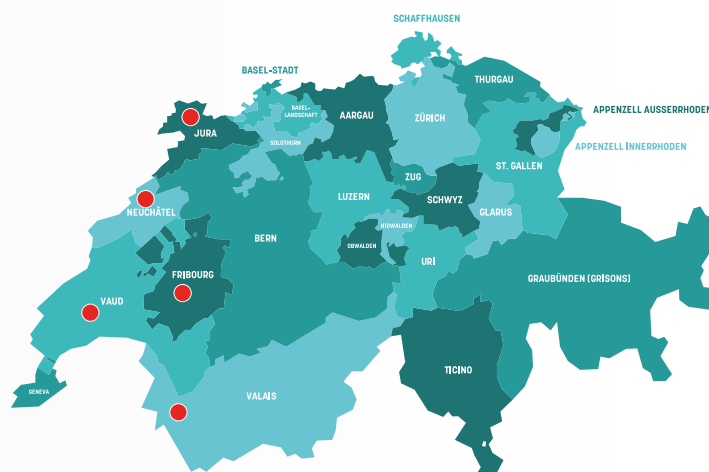 SCHAFFHAUSEN
BASEL-STADT
THURGAU
BASEL-
LANDSCHAFT
AARGAU
ZÜRICH
APPENZELL AUSSERRHODEN
JURA
SOLOTHURN
APPENZELL INNERRHODEN
ST. GALLEN
ZUG
LUZERN
SCHWYZ
NEUCHÂTEL
GLARUS
NIDWALDEN
BERN
OBWALDEN
URI
FRIBOURG
GRAUBÜNDEN (GRISONS)
VAUD
TICINO
GENEVA
VALAIS